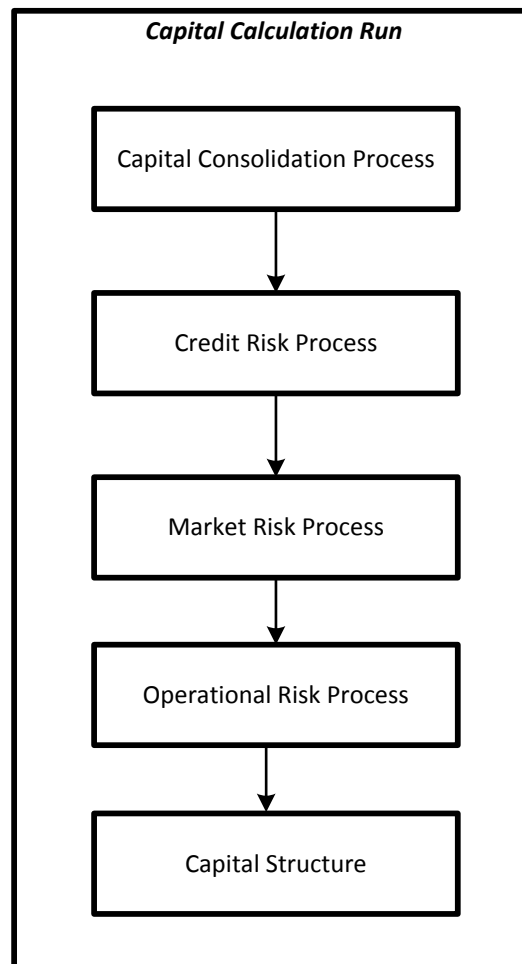 Capital Calculation Run
Capital Consolidation Process
Credit Risk Process
Market Risk Process
Operational Risk Process
Capital Structure